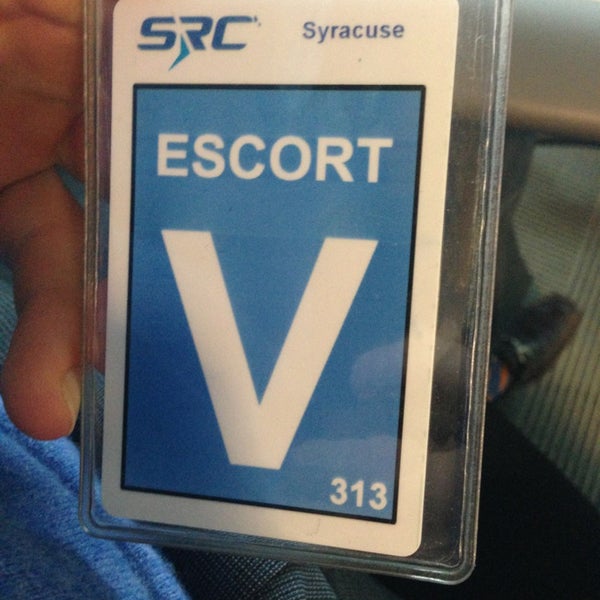 SRC Syracuse
ESCORT
V
313